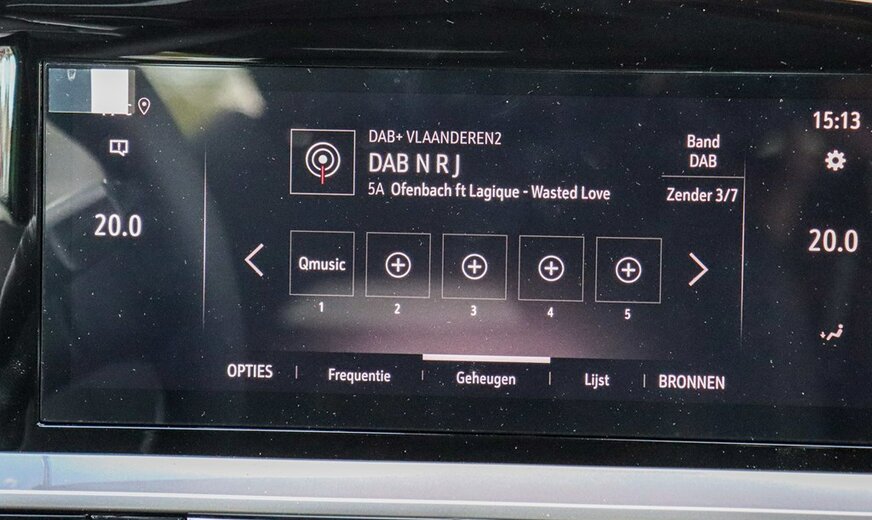 20.0
DAB+ VLAANDEREN2
DAB N R J
5A Ofenbach ft Lagique - Wasted Love
Band
DAB
Zender 3/7
Qmusic
1
2
3
4
5
OPTIES
Frequentie
Geheugen
Lijst
BRONNEN
15:13
20.0